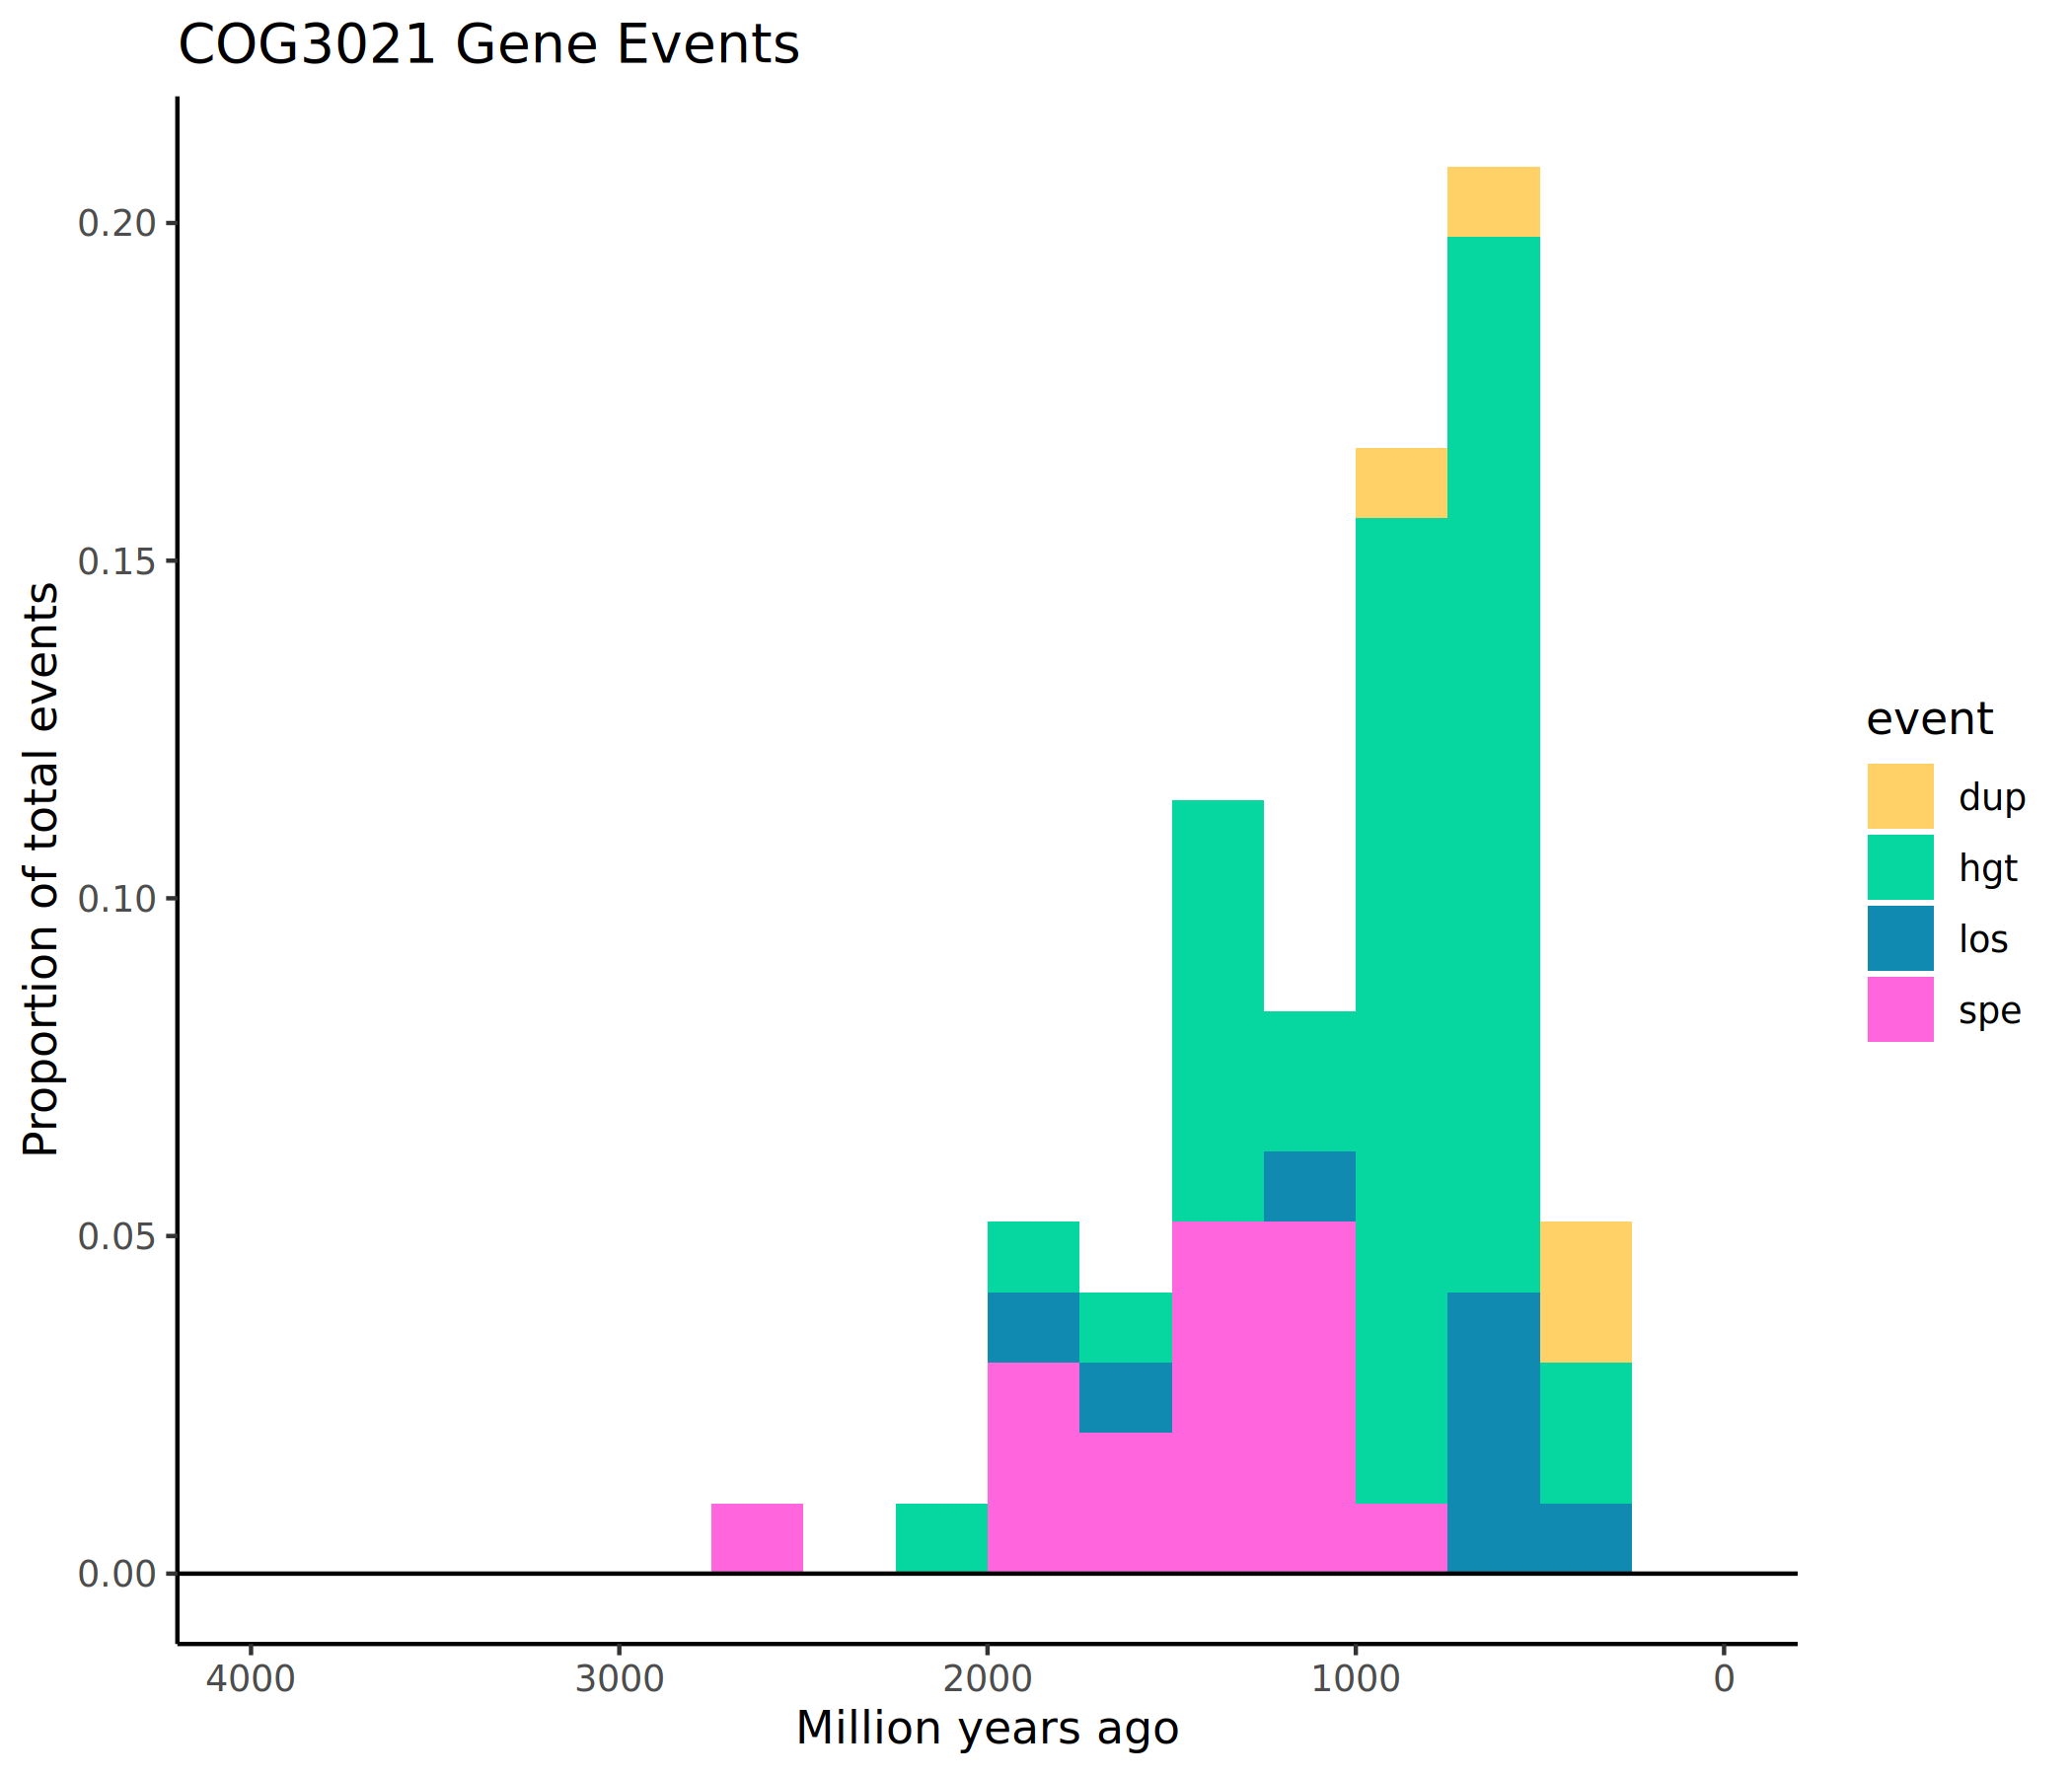 COG3021 Gene Events
Proportion of total events
0.20
0.15
0.10
0.05
0.00
4000 3000 2000 1000 0
Million years ago
event
dup
hgt
los
spe